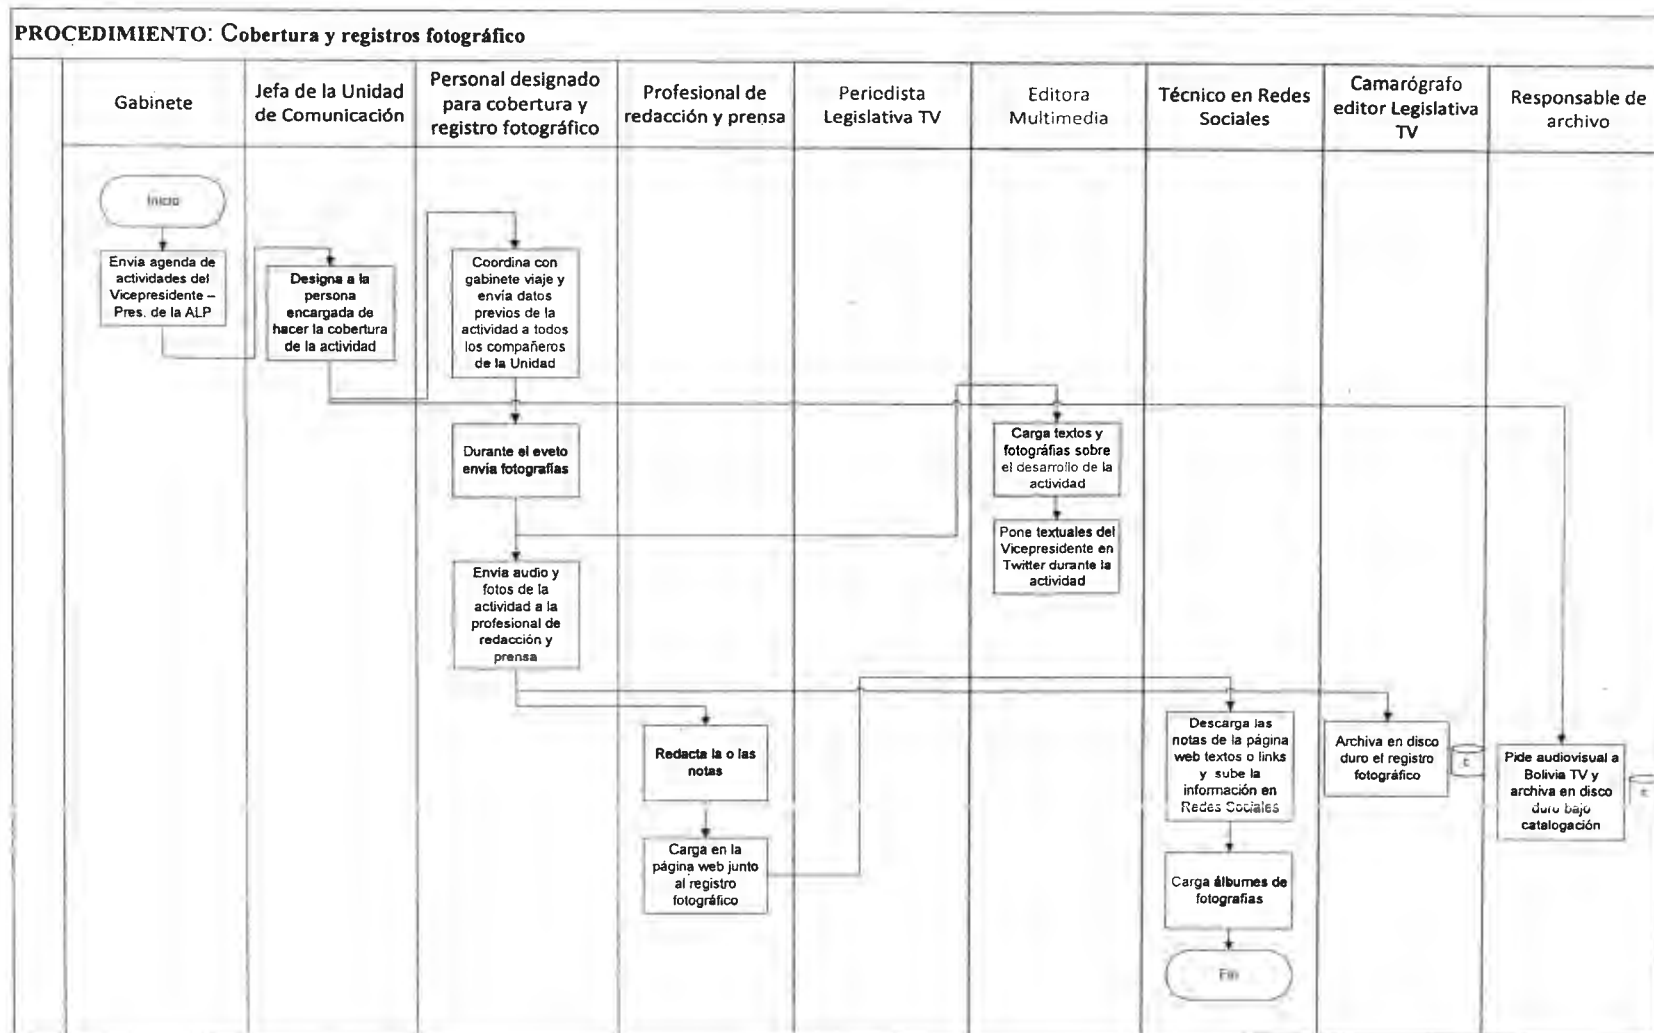 PROCEDIMIENTO: Cobertura y registros fotográfico
Gabinete
Jefa de la Unidad
de Comunicación
Personal designado
para cobertura y
registro fotográfico
Profesional de
redacción y prensa
Periodista
Legislativa TV
Editora
Multimedia
Técnico en Redes
Sociales
Camarógrafo
editor Legislativa
TV
Responsable de
archivo
Inicio
Envía agenda de
actividades del
Vicepresidente –
Pres. de la ALP
Designa a la
persona
encargada de
hacer la cobertura
de la actividad
Coordina con
gabinete viaje y
envía datos
previos de la
actividad a todos
los compañeros
de la Unidad
Durante el eveto
envía fotografías
Envía audio y
fotos de la
actividad a la
profesional de
redacción y
prensa
Redacta la o las
notas
Carga en la
página web junto
al registro
fotográfico
Carga textos y
fotográfias sobre
el desarrollo de la
actividad
Pone textuales del
Vicepresidente en
Twitter durante la
actividad
Descarga las
notas de la página
web textos o links
y sube la
información en
Redes Sociales
Carga álbumes de
fotografias
Fin
Archiva en disco
duro el registro
fotográfico
Pide audiovisual a
Bolivia TV y
archiva en disco
duro bajo
catalogación